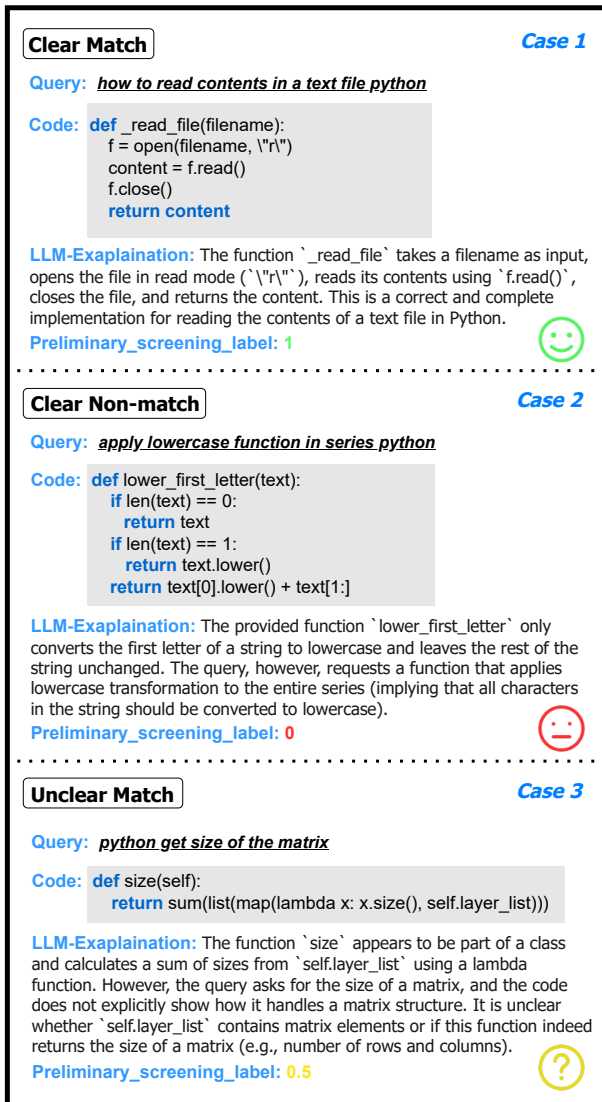 Clear Match
Case 1
Query: how to read contents in a text file python
Code: def _read_file(filename):
f = open(filename, \"r\")
content = f.read()
f.close()
return content
LLM-Exaplaination: The function `_read_file` takes a filename as input,
opens the file in read mode (`\"r\"`), reads its contents using `f.read()`,
closes the file, and returns the content. This is a correct and complete
implementation for reading the contents of a text file in Python.
Preliminary_screening_label: 1
Clear Non-match
Case 2
Query: apply lowercase function in series python
Code: def lower_first_letter(text):
if len(text) == 0:
return text
if len(text) == 1:
return text.lower()
return text[0].lower() + text[1:]
LLM-Exaplaination: The provided function `lower_first_letter` only
converts the first letter of a string to lowercase and leaves the rest of the
string unchanged. The query, however, requests a function that applies
lowercase transformation to the entire series (implying that all characters
in the string should be converted to lowercase).
Preliminary_screening_label: 0
Unclear Match
Case 3
Query: python get size of the matrix
Code: def size(self):
return sum(list(map(lambda x: x.size(), self.layer_list)))
LLM-Exaplaination: The function `size` appears to be part of a class
and calculates a sum of sizes from `self.layer_list` using a lambda
function. However, the query asks for the size of a matrix, and the code
does not explicitly show how it handles a matrix structure. It is unclear
whether `self.layer_list` contains matrix elements or if this function indeed
returns the size of a matrix (e.g., number of rows and columns).
Preliminary_screening_label: 0.5
?